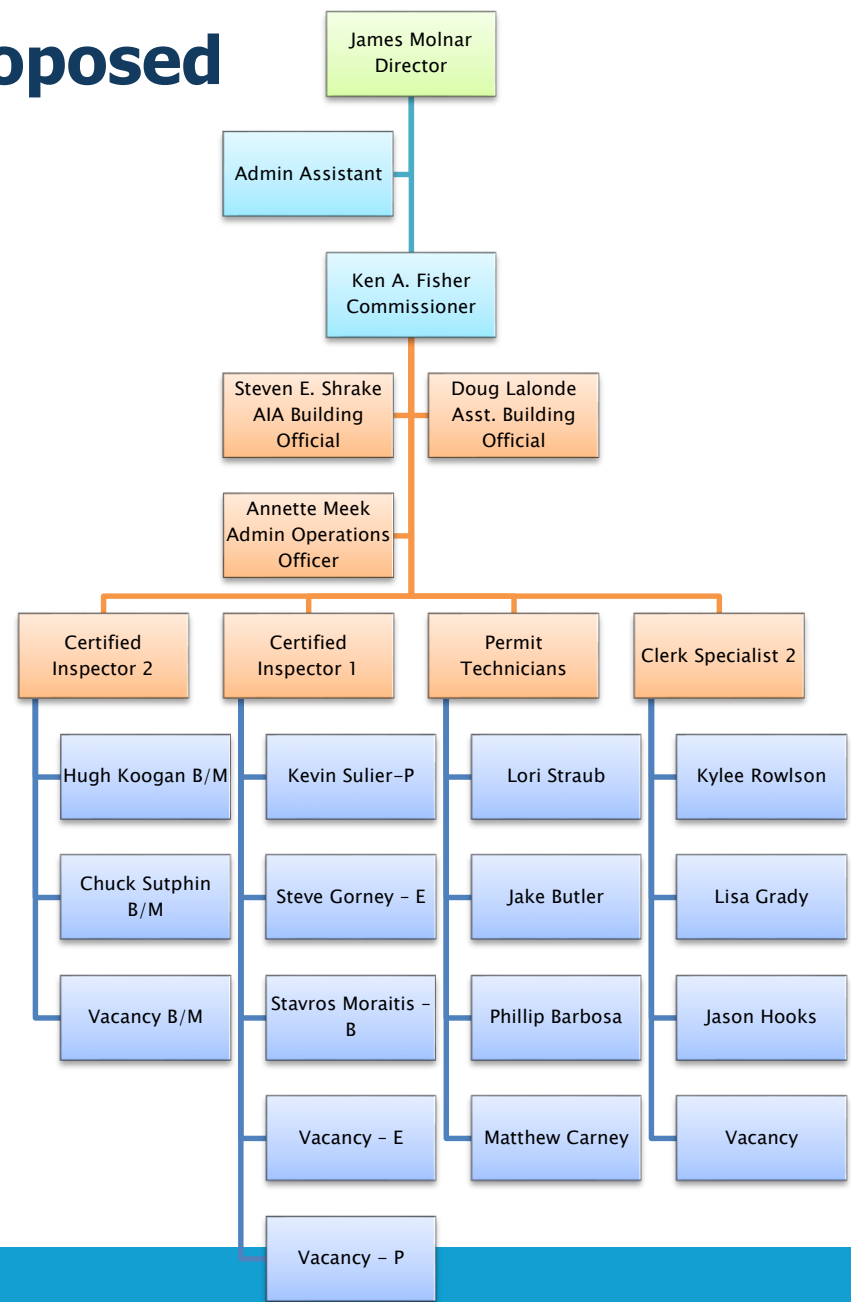 oposed
James Molnar
Director
Admin Assistant
Ken A. Fisher
Commissioner
Steven E. Shrake
AIA Building
Official
Doug Lalonde
Asst. Building
Official
Annette Meek
Admin Operations
Officer
Certified
Inspector 2
Certified
Inspector 1
Permit
Technicians
Clerk Specialist 2
Hugh Koogan B/M
Chuck Sutphin
B/M
Vacancy B/M
Kevin Sulier–P
Steve Gorney – E
Stavros Moraitis –
B
Vacancy – E
Vacancy – P
Lori Straub
Jake Butler
Phillip Barbosa
Matthew Carney
Kylee Rowlson
Lisa Grady
Jason Hooks
Vacancy